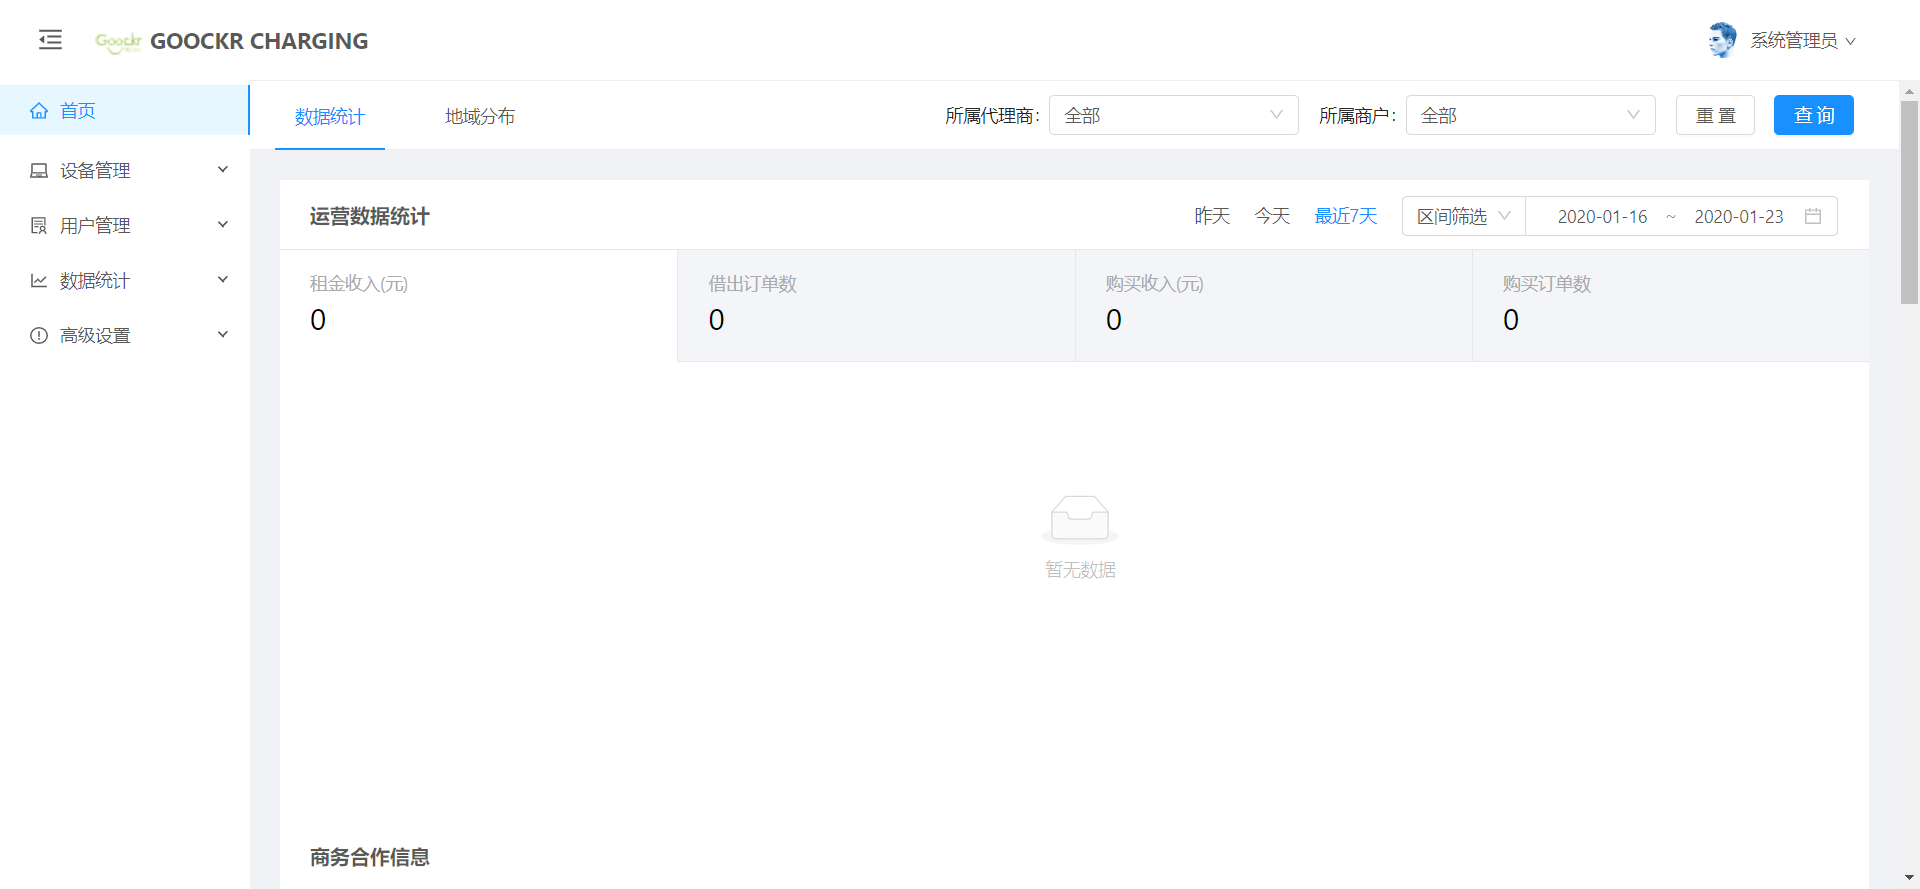 Goockr GOOCKR CHARGING
系统管理员
首页
设备管理
用户管理
数据统计
高级设置
数据统计 地域分布 所属代理商: 全部 所属商户: 全部 重 置 查 询
运营数据统计 昨天 今天 最近7天 区间筛选 2020-01-16 ~ 2020-01-23
租金收入(元) 借出订单数 购买收入(元) 购买订单数
0 0 0 0
暂无数据
商务合作信息